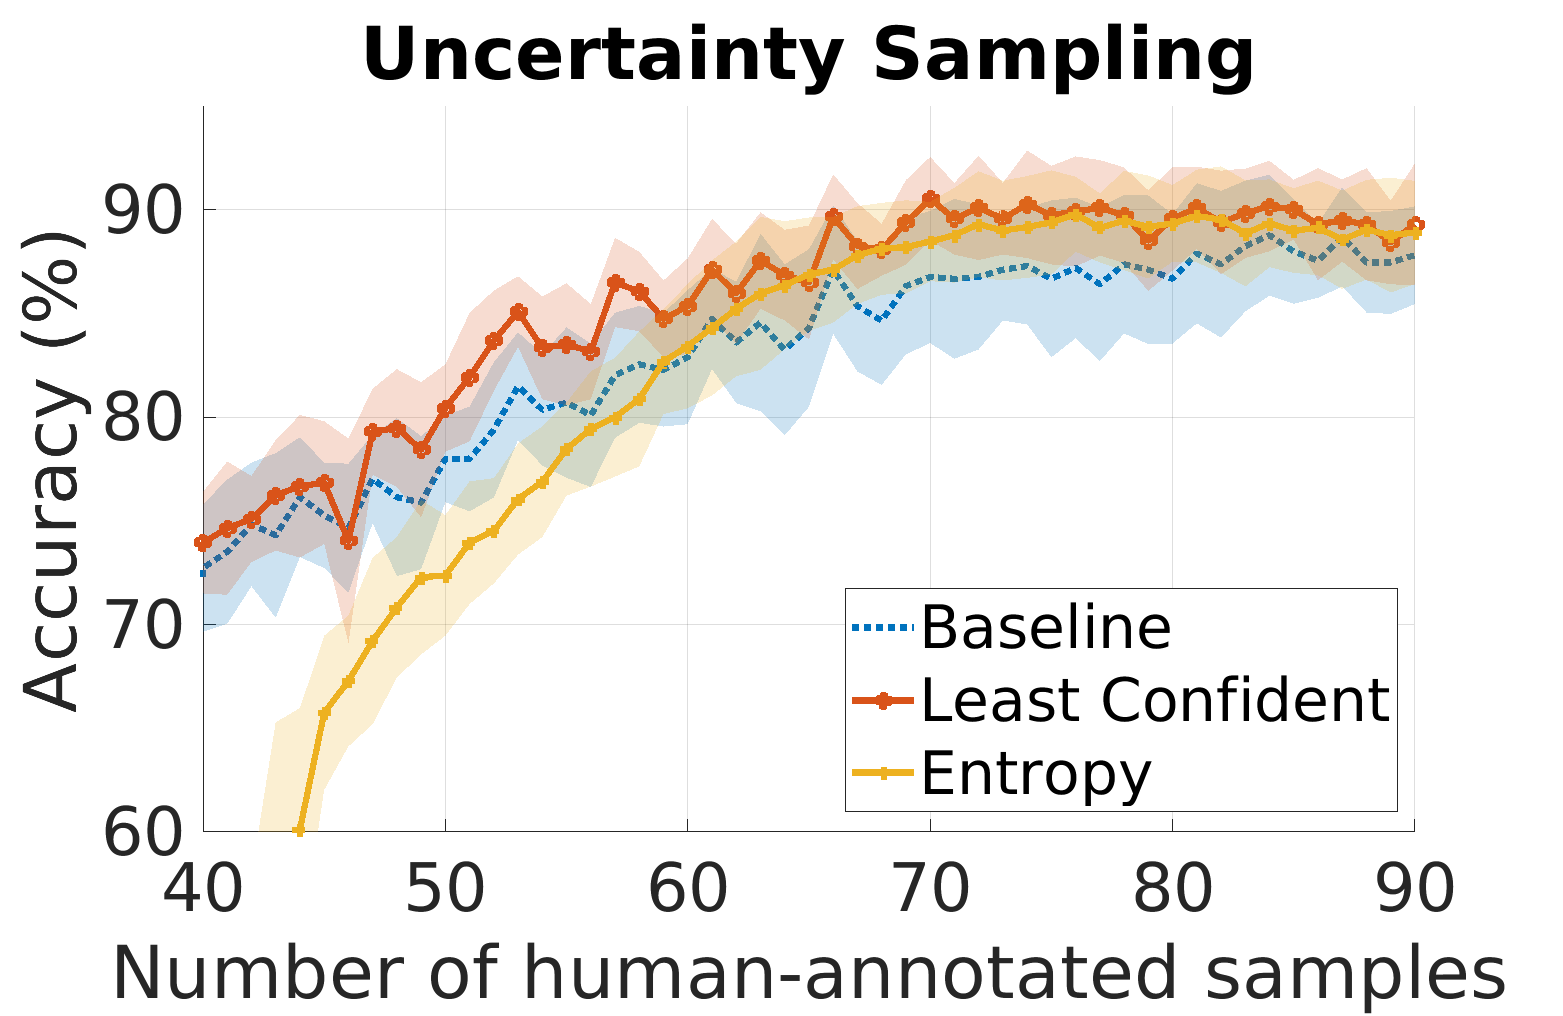 Uncertainty Sampling
Accuracy (%)
90
80
70
60
40 50 60 70 80 90
Number of human-annotated samples
Baseline
Least Confident
Entropy